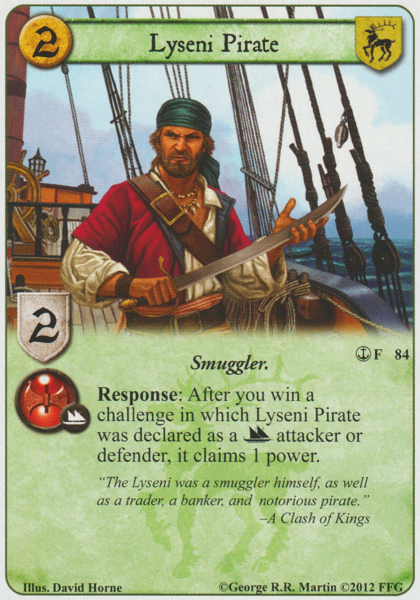 2
Lyseni Pirate
2
F 84
Smuggler.
Response: After you win a
challenge in which Lyseni Pirate
was declared as a attacker or
defender, it claims 1 power.
“The Lyseni was a smuggler himself, as well
as a trader, a banker, and notorious pirate.”
–A Clash of Kings
Illus. David Horne
©George R.R. Martin ©2012 FFG